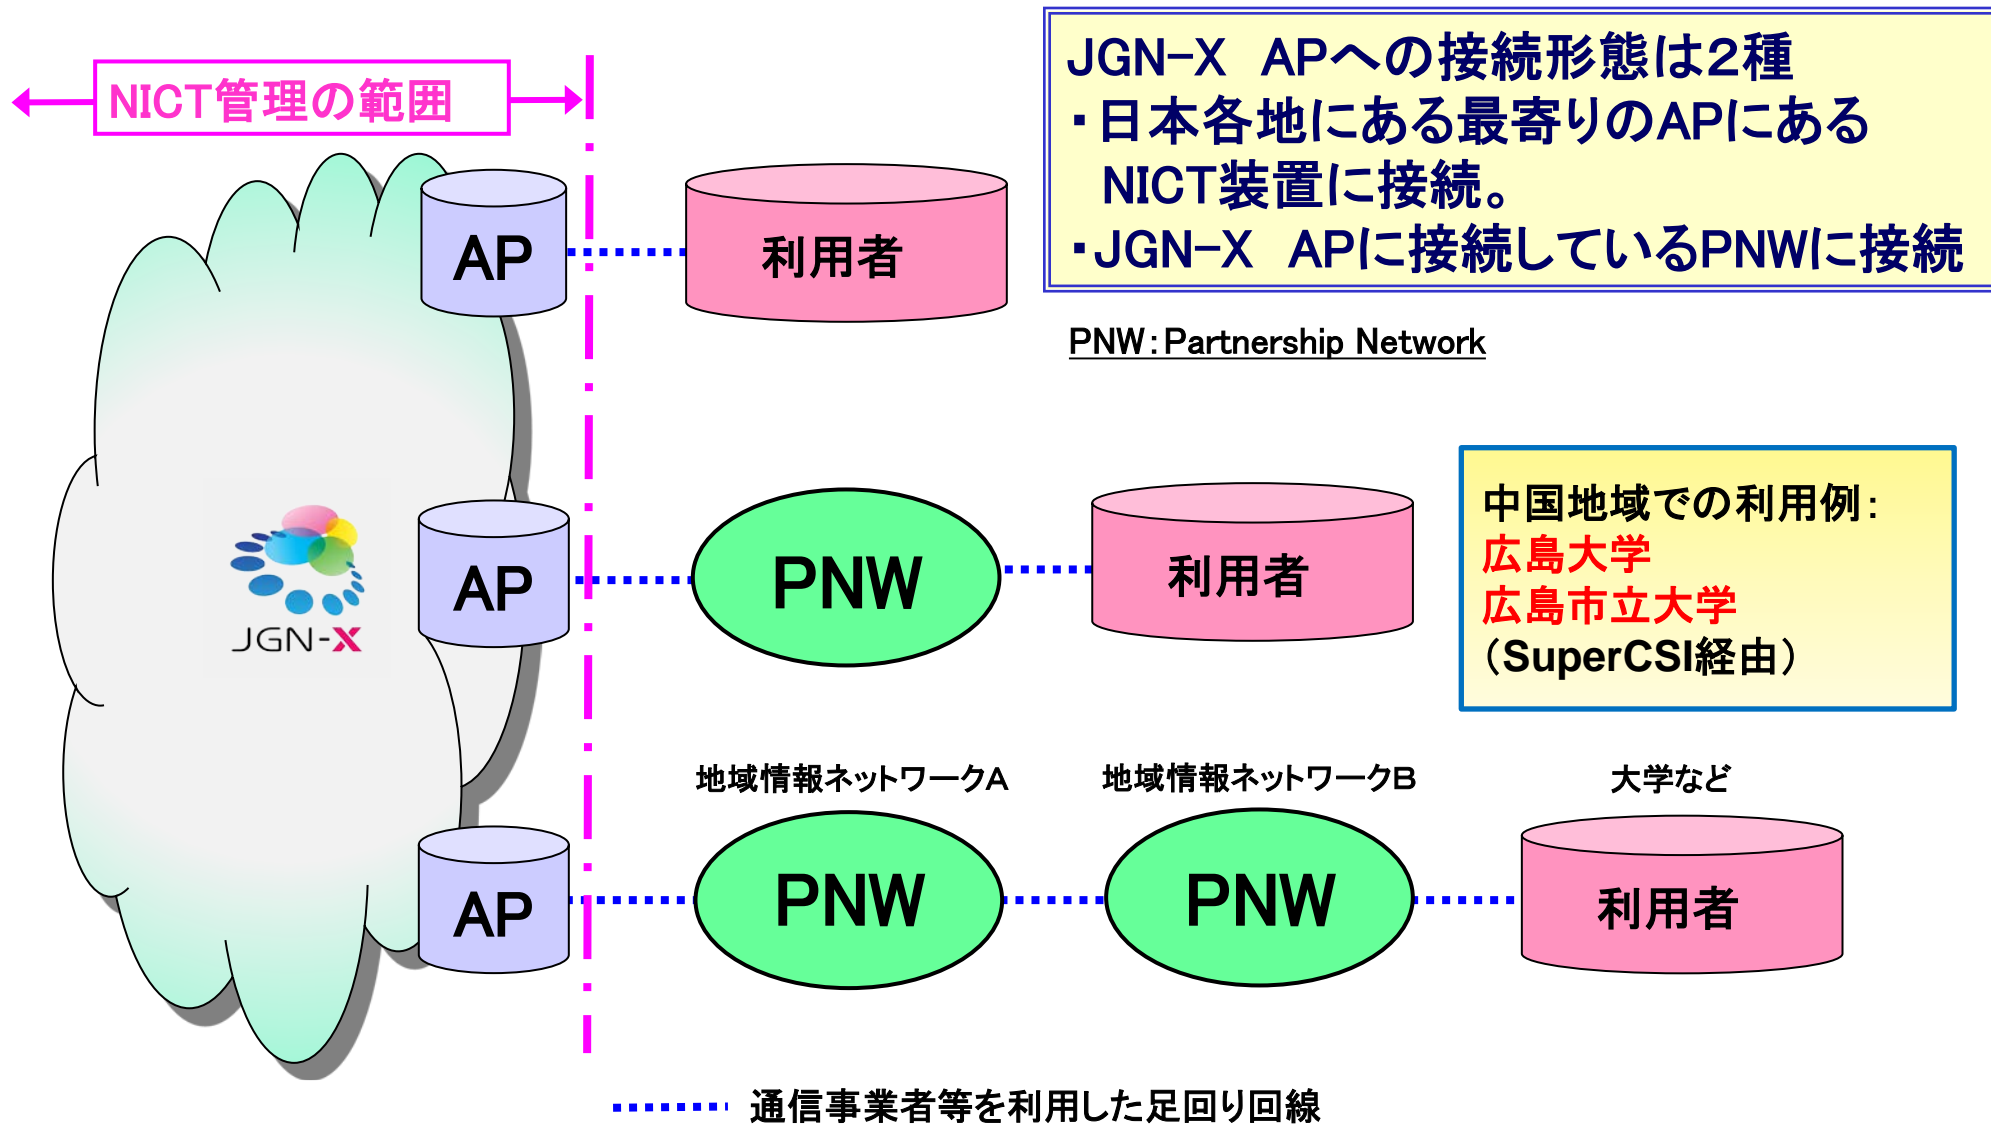 NICT管理の範囲
JGN-X　APへの接続形態は2種
・日本各地にある最寄りのAPにある
NICT装置に接続。
・JGN-X　APに接続しているPNWに接続
AP
利用者
PNW:Partnership Network
JGN-X
AP
PNW
利用者
中国地域での利用例:
広島大学
広島市立大学
（SuperCSI経由）
地域情報ネットワークA
地域情報ネットワークB
大学など
AP
PNW
PNW
利用者
通信事業者等を利用した足回り回線